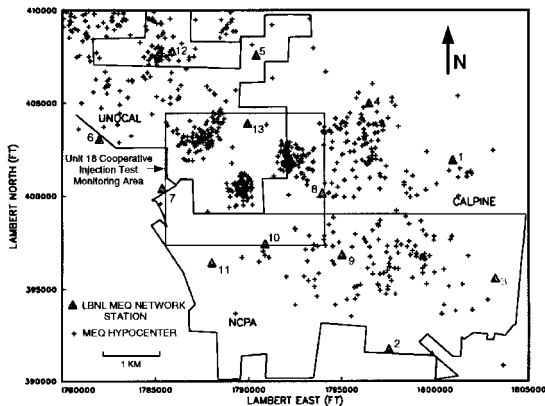 410000
405000
400000
395000
390000
LAMBERT NORTH (FT)
12
5
N
4
UNOCAL
13
6
Unit 18 Cooperative
Injection Test
Monitoring Area
1
7
8
CALPINE
10
9
11
3
LBNL MEQ NETWORK
STATION
MEQ HYPOCENTER
NCPA
1 KM
2
1780000 1785000 1790000 1795000 1800000 1805000
LAMBERT EAST (FT)